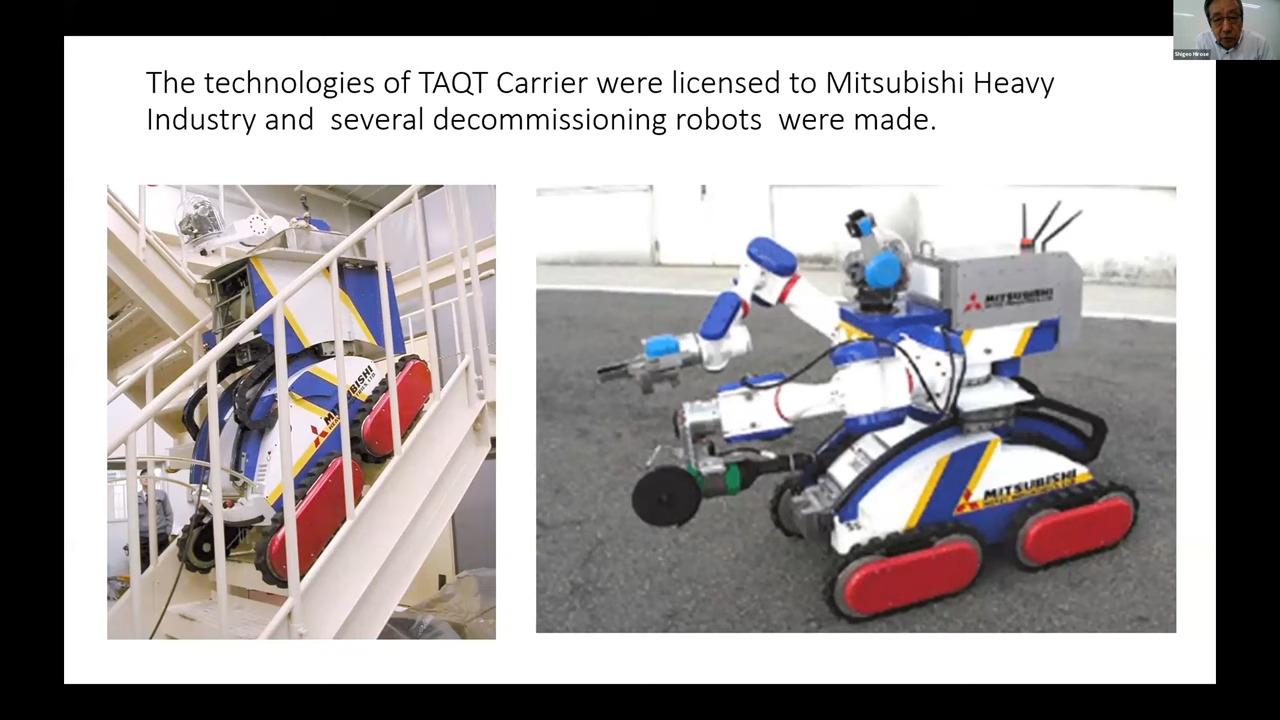 The technologies of TAQT Carrier were licensed to Mitsubishi Heavy
Industry and several decommissioning robots were made.
Shigeo Hirose
MITSUBISHI
MITSUBISHI